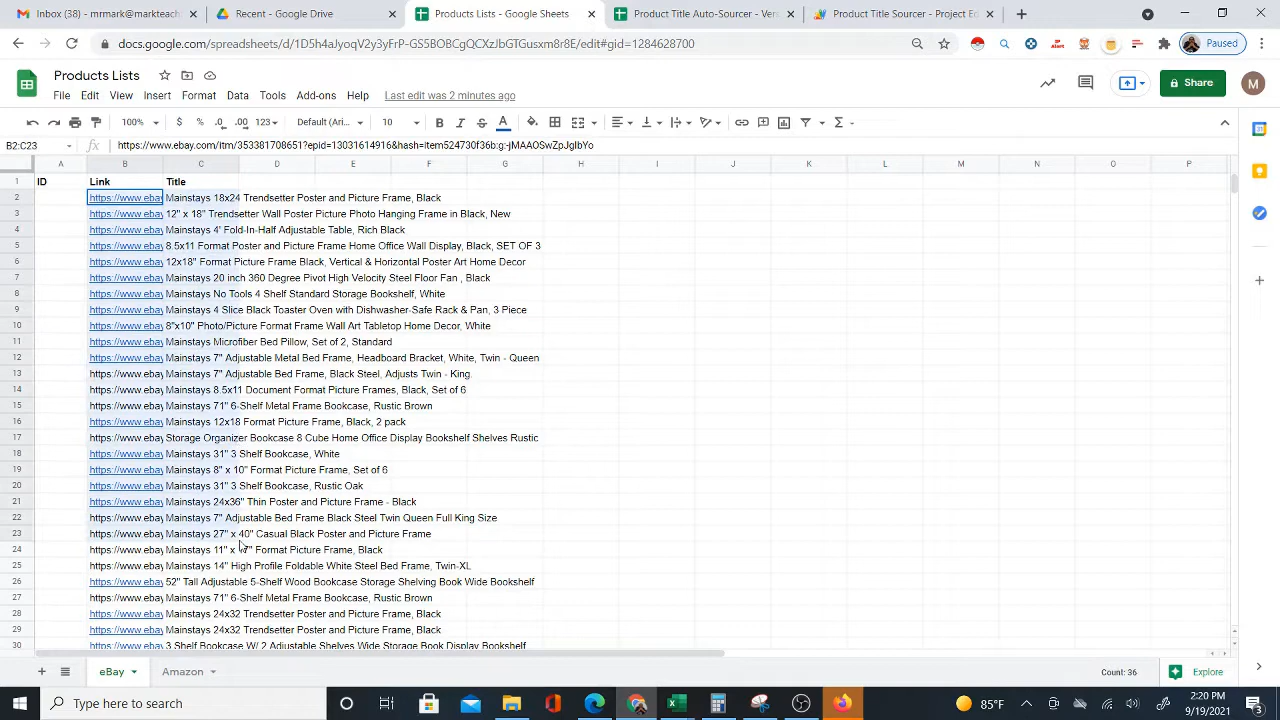 Inbox (38) - mrmatr@markteach
Recent - Google Drive
Products Lists - Google Sheets
Product Title Auto-Sourcer - Ver
Product Title Sourcer - Project Ed
Paused
Products Lists
File Edit View Insert Format Data Tools Add-ons Help Last edit was 2 minutes ago
Share
M
100% $ % .0 .00 123 Default (Ari... 10 B I S A
B2:C23 fx https://www.ebay.com/itm/353381708651?epid=13031614916&hash=item524730f36b:g:-jMAAOSwZpJgIbYo
A B C D E F G H I J K L M N O P
1 ID Link Title
2 https://www.ebay Mainstays 18x24 Trendsetter Poster and Picture Frame, Black
3 https://www.ebay 12" x 18" Trendsetter Wall Poster Picture Photo Hanging Frame in Black, New
4 https://www.ebay Mainstays 4' Fold-In-Half Adjustable Table, Rich Black
5 https://www.ebay 8.5x11 Format Poster and Picture Frame Home Office Wall Display, Black, SET OF 3
6 https://www.ebay 12x18" Format Picture Frame Black, Vertical & Horizontal Poster Art Home Decor
7 https://www.ebay Mainstays 20 inch 360 Degree Pivot High Velocity Steel Floor Fan , Black
8 https://www.ebay Mainstays No Tools 4 Shelf Standard Storage Bookshelf, White
9 https://www.ebay Mainstays 4 Slice Black Toaster Oven with Dishwasher-Safe Rack & Pan, 3 Piece
10 https://www.ebay 8"x10" Photo/Picture Format Frame Wall Art Tabletop Home Decor, White
11 https://www.ebay Mainstays Microfiber Bed Pillow, Set of 2, Standard
12 https://www.ebay Mainstays 7" Adjustable Metal Bed Frame, Headboard Bracket, White, Twin - Queen
13 https://www.ebay Mainstays 7" Adjustable Bed Frame, Black Steel, Adjusts Twin - King.
14 https://www.ebay Mainstays 8.5x11 Document Format Picture Frames, Black, Set of 6
15 https://www.ebay Mainstays 71" 6-Shelf Metal Frame Bookcase, Rustic Brown
16 https://www.ebay Mainstays 12x18 Format Picture Frame, Black, 2 pack
17 https://www.ebay Storage Organizer Bookcase 8 Cube Home Office Display Bookshelf Shelves Rustic
18 https://www.ebay Mainstays 31" 3 Shelf Bookcase, White
19 https://www.ebay Mainstays 8" x 10" Format Picture Frame, Set of 6
20 https://www.ebay Mainstays 31" 3 Shelf Bookcase, Rustic Oak
21 https://www.ebay Mainstays 24x36" Thin Poster and Picture Frame - Black
22 https://www.ebay Mainstays 7" Adjustable Bed Frame Black Steel Twin Queen Full King Size
23 https://www.ebay Mainstays 27" x 40" Casual Black Poster and Picture Frame
24 https://www.ebay Mainstays 11" x Format Picture Frame, Black
25 https://www.ebay Mainstays 14" High Profile Foldable White Steel Bed Frame, Twin-XL
26 https://www.ebay 52" Tall Adjustable 5-Shelf Wood Bookcase Storage Shelving Book Wide Bookshelf
27 https://www.ebay Mainstays 71" 6-Shelf Metal Frame Bookcase, Rustic Brown
28 https://www.ebay Mainstays 24x32 Trendsetter Poster and Picture Frame, Black
29 https://www.ebay Mainstays 24x32 Trendsetter Poster and Picture Frame, Black
30 https://www.ebay 3 Shelf Bookcase W/ 2 Adjustable Shelves Wide Storage Book Display Bookshelf
eBay Amazon Count: 36 Explore
Type here to search
85°F
2:20 PM
9/19/2021